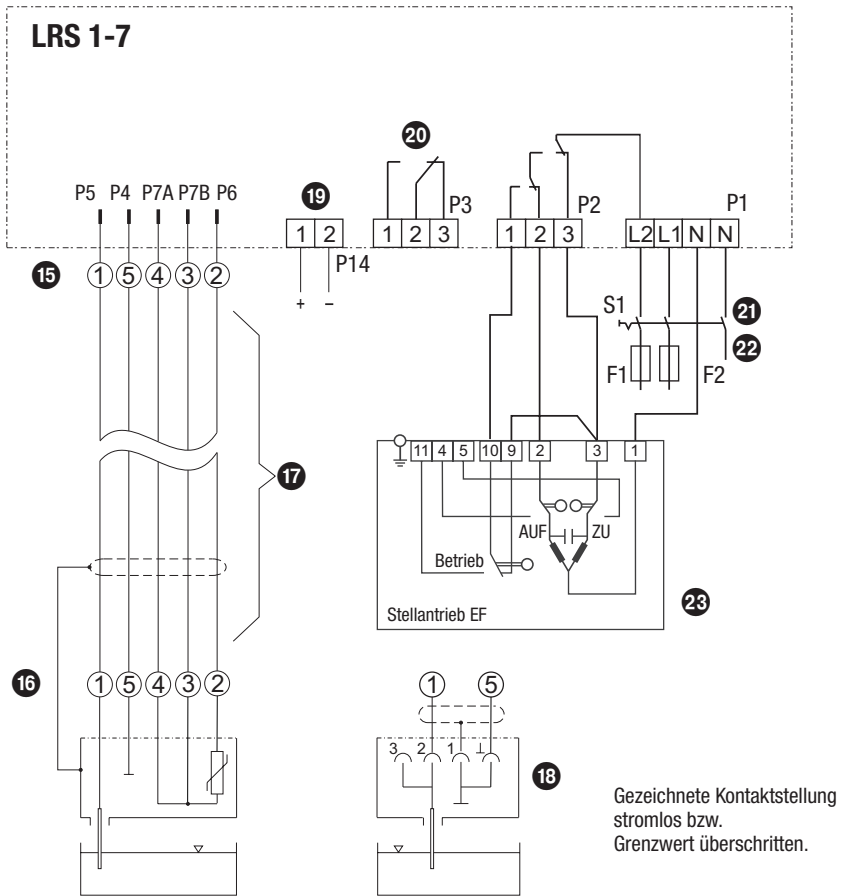 LRS 1-7
20
P5 P4 P7A P7B P6
19
P3
P2
P1
1 2
1 2 3
1 2 3
L2 L1 N N
P14
15
1 5 4 3 2
+ −
S1
21
22
F1
F2
17
11 4 5 10 9 2 3 1
AUF
ZU
Betrieb
Stellantrieb EF
23
16
1 5 4 3 2
1 5
3 2 1
18
Gezeichnete Kontaktstellung
stromlos bzw.
Grenzwert überschritten.